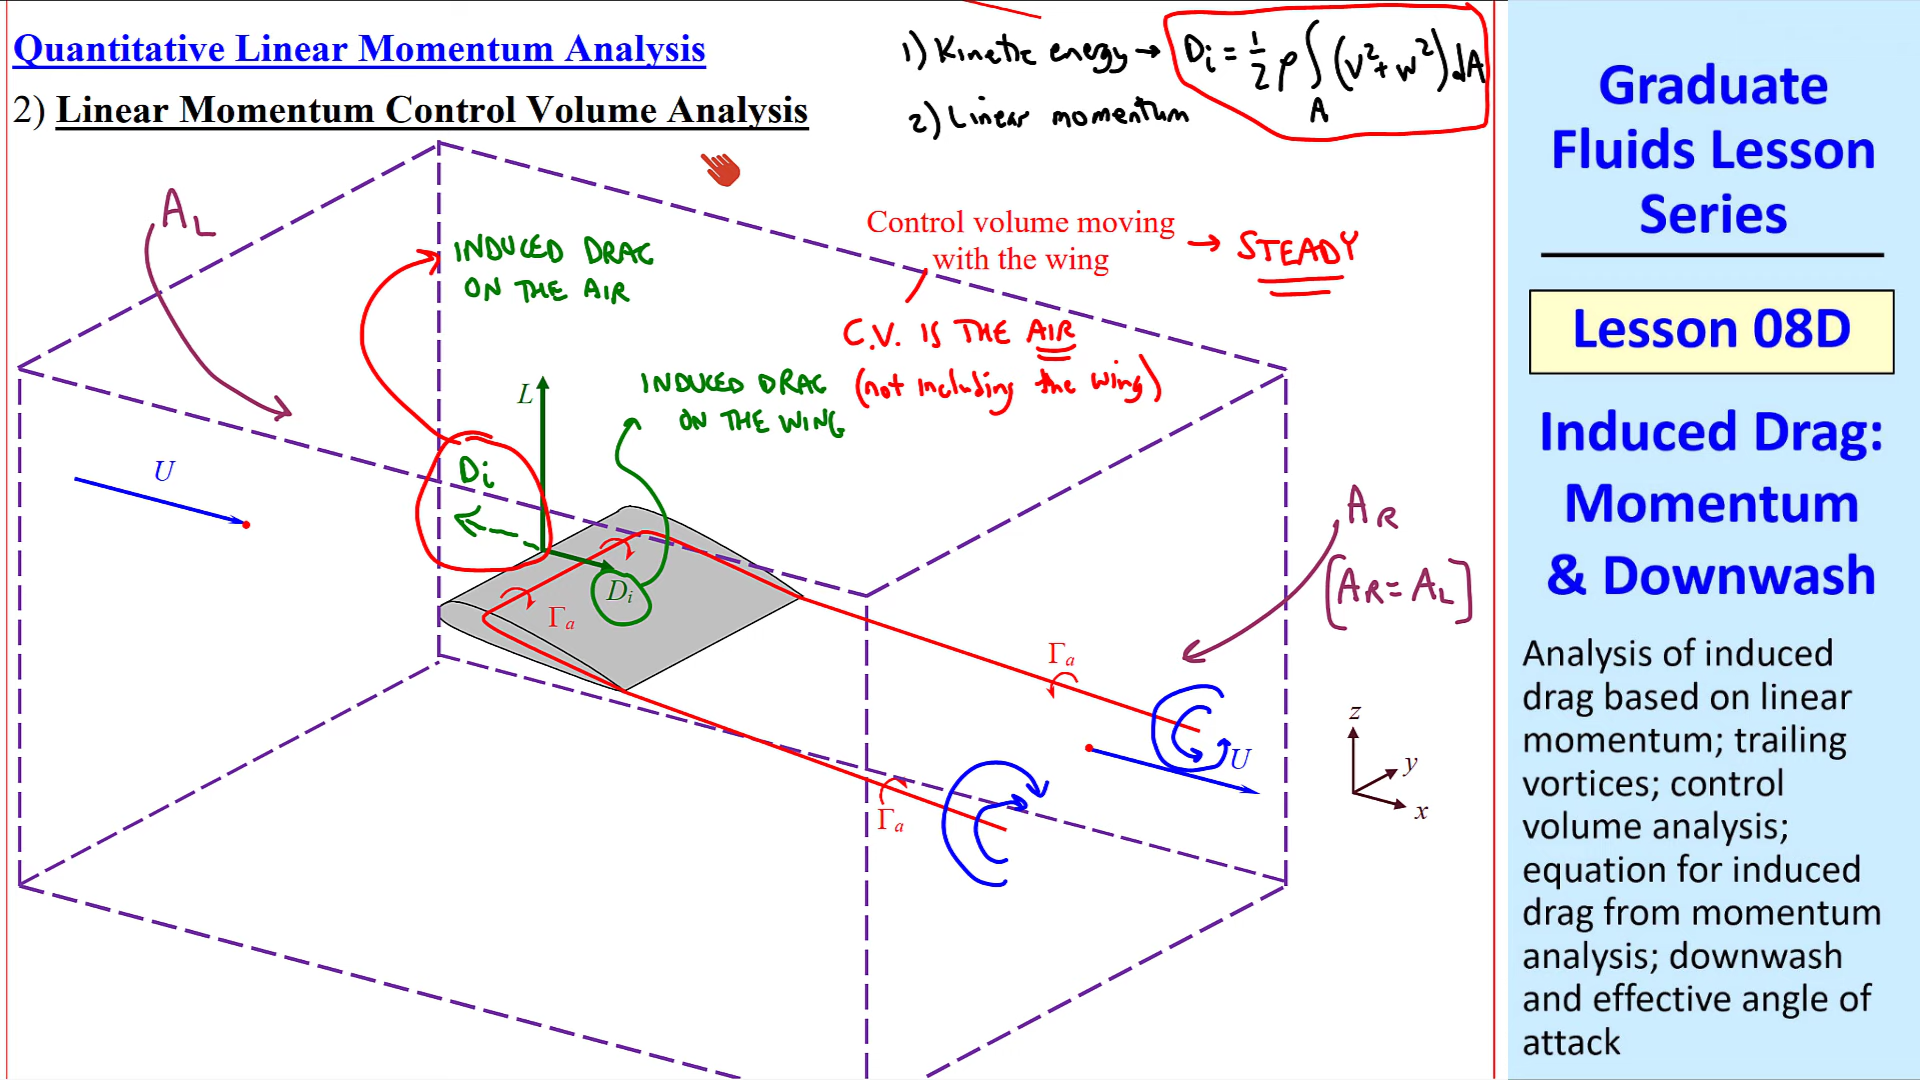 Quantitative Linear Momentum Analysis
2) Linear Momentum Control Volume Analysis
1) Kinetic energy → Di = 1/2 ρ ∫A (v²+w²) dA
2) Linear momentum
AL
INDUCED DRAG
ON THE AIR
Control volume moving
with the wing → STEADY
C.V. IS THE AIR
(not including the wing)
INDUCED DRAG
ON THE WING
L
U
Di
Di
Γa
Γa
Γa
AR
[AR = AL]
U
z
y
x
Graduate
Fluids Lesson
Series
Lesson 08D
Induced Drag:
Momentum
& Downwash
Analysis of induced
drag based on linear
momentum; trailing
vortices; control
volume analysis;
equation for induced
drag from momentum
analysis; downwash
and effective angle of
attack